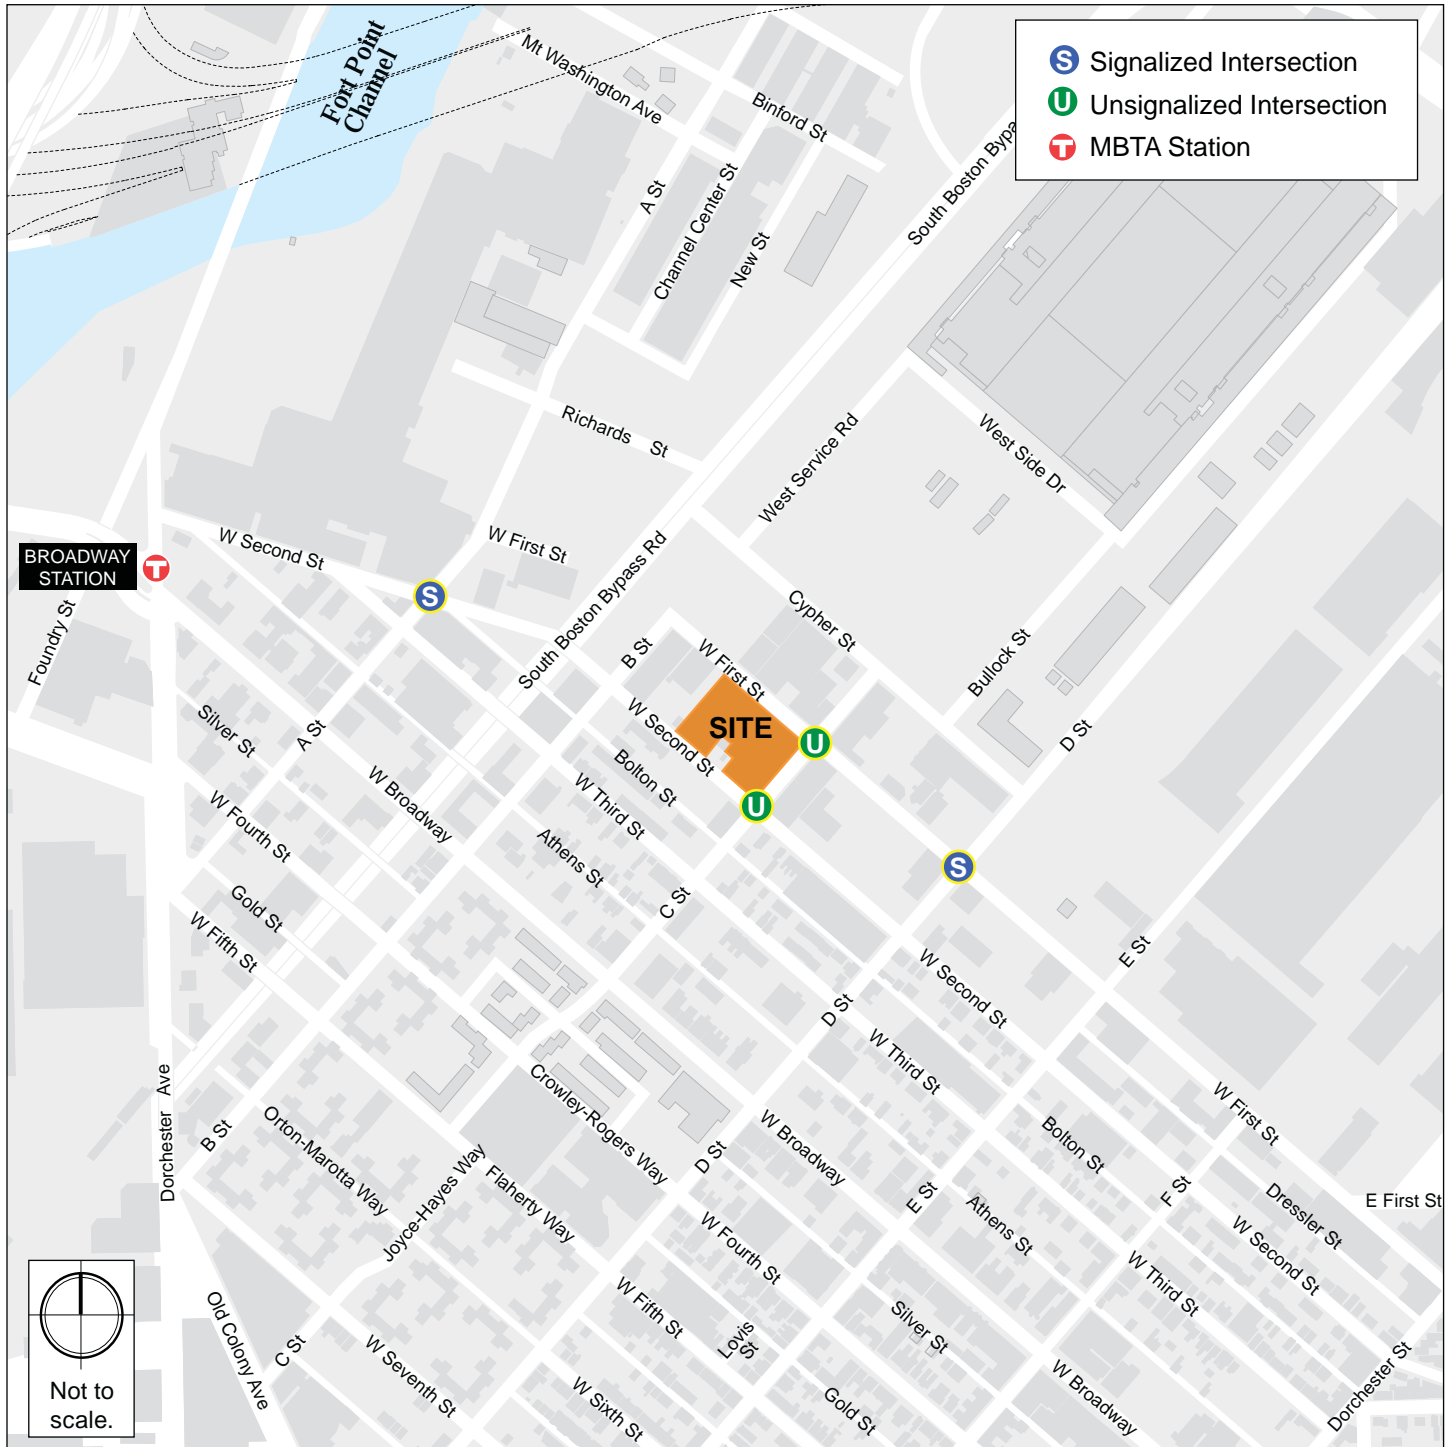 Fort Point
Channel
Mt Washington Ave
Binford St
S Signalized Intersection
U Unsignalized Intersection
T MBTA Station
A St
Channel Center St
New St
South Boston Bypa
Richards St
West Service Rd
West Side Dr
W Second St
W First St
BROADWAY
STATION
T
S
South Boston Bypass Rd
Foundry St
B St
W First St
Cypher St
Bullock St
D St
SITE
U
U
S
Silver St
A St
W Second St
Bolton St
W Third St
W Broadway
W Fourth St
Athens St
C St
Gold St
W Fifth St
E St
W Second St
D St
W Third St
Dorchester Ave
B St
Orton-Marotta Way
Joyce-Hayes Way
Flaherty Way
Crowley-Rogers Way
D St
W Broadway
E St
Bolton St
W First St
F St
Athens St
Dressler St
E First St
W Second St
W Third St
W Fourth St
W Fifth St
Lovis
St
Silver St
Old Colony Ave
C St
W Seventh St
W Sixth St
Gold St
W Broadway
Dorchester St
Not to
scale.